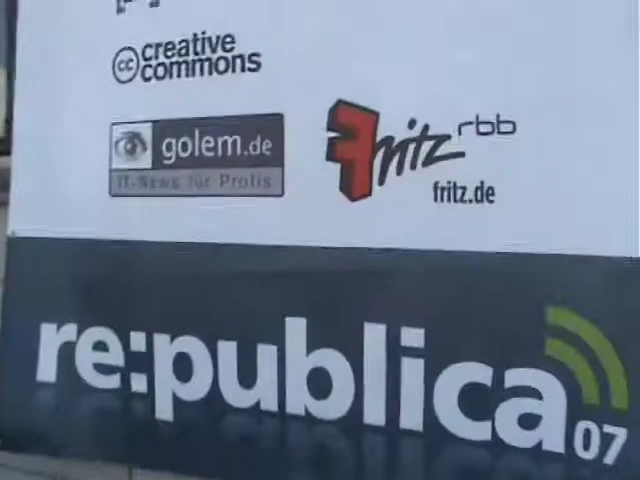 creative
commons
golem.de
IT-News für Profis
Fritz rbb
fritz.de
re:publica 07